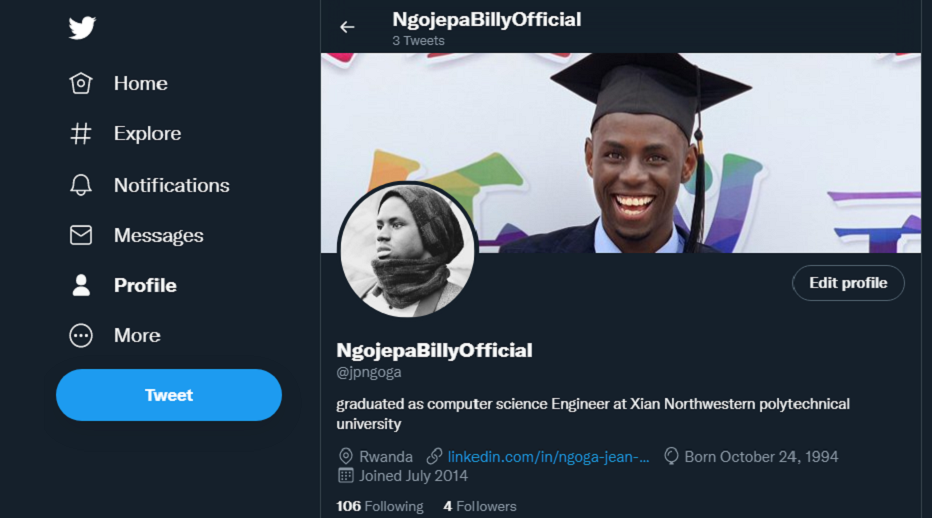 NgojepaBillyOfficial
3 Tweets
Home
Explore
Notifications
Messages
Profile
More
Tweet
Edit profile
NgojepaBillyOfficial
@jpngoga
graduated as computer science Engineer at Xian Northwestern polytechnical
university
Rwanda linkedin.com/in/ngoga-jean-... Born October 24, 1994
Joined July 2014
106 Following 4 Followers